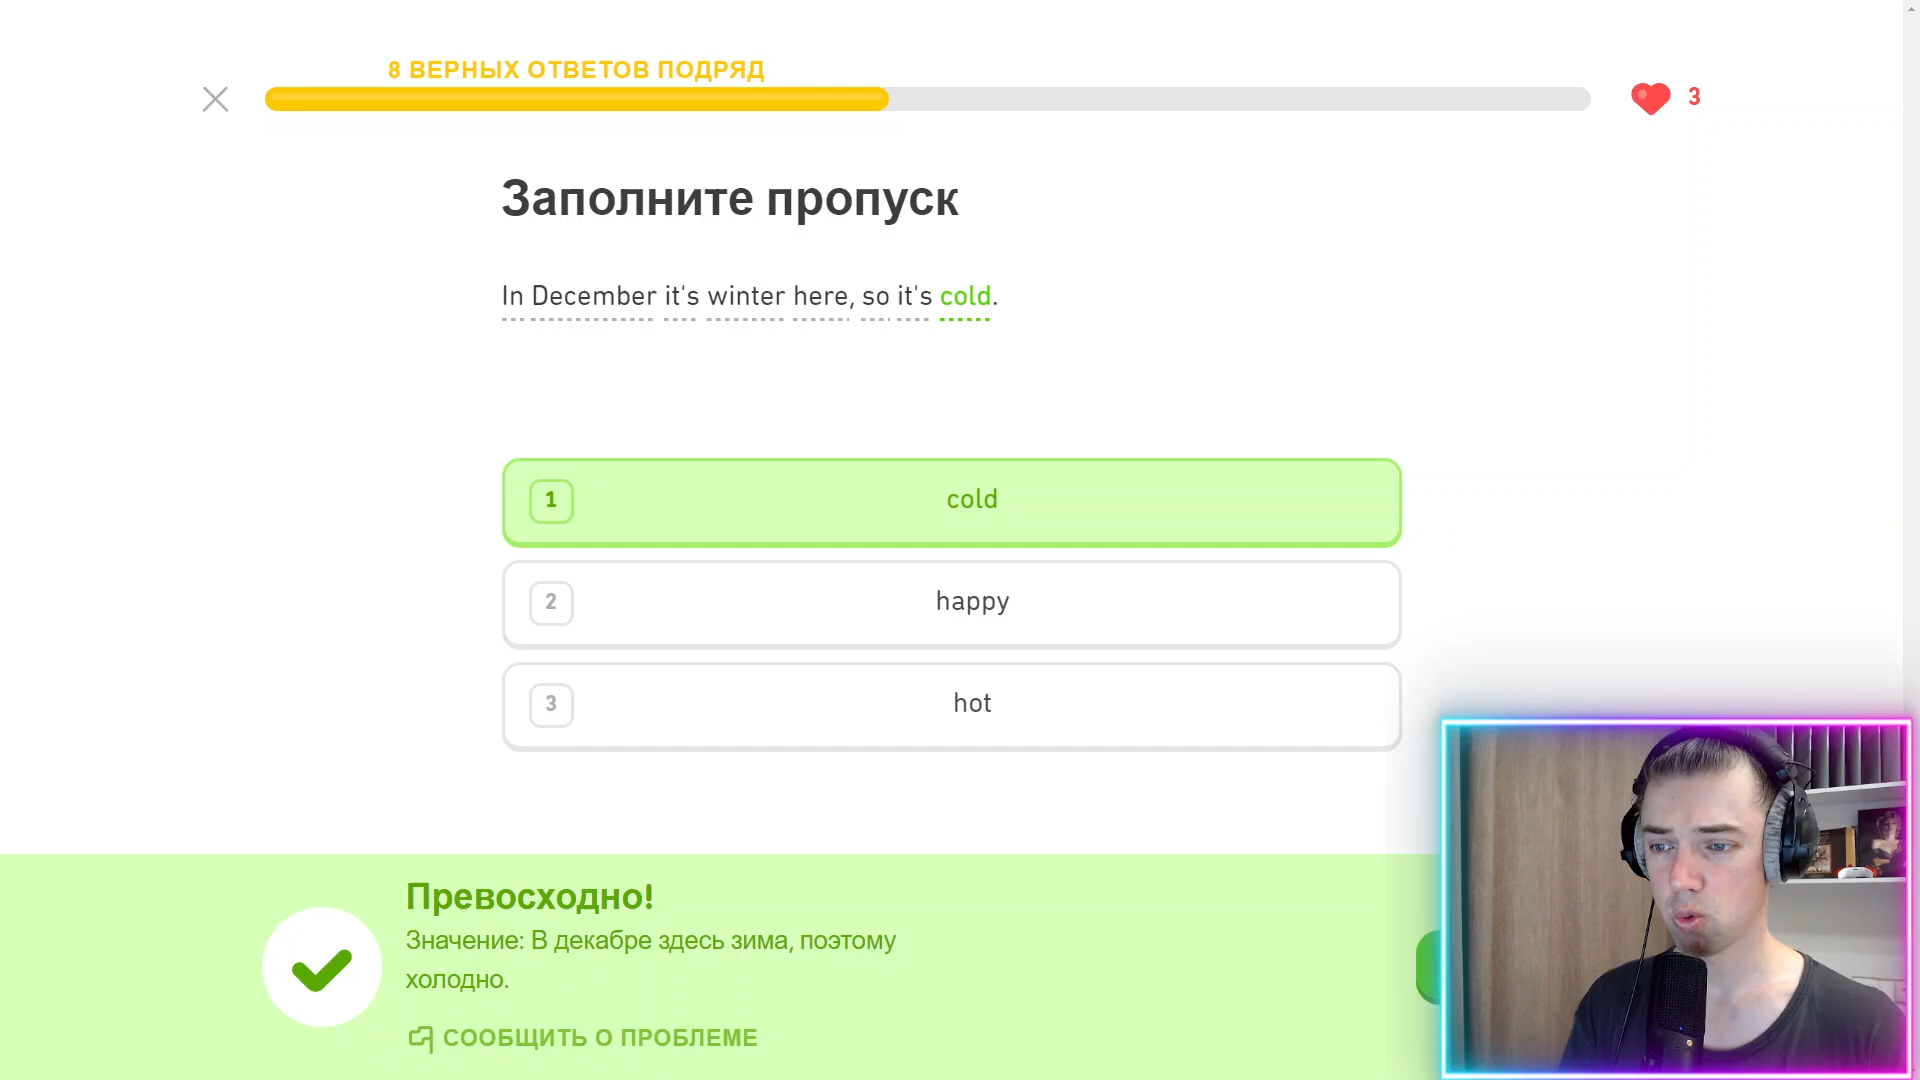 8 ВЕРНЫХ ОТВЕТОВ ПОДРЯД
3
Заполните пропуск
In December it's winter here, so it's cold.
1 cold
2 happy
3 hot
Превосходно!
Значение: В декабре здесь зима, поэтому
холодно.
СООБЩИТЬ О ПРОБЛЕМЕ